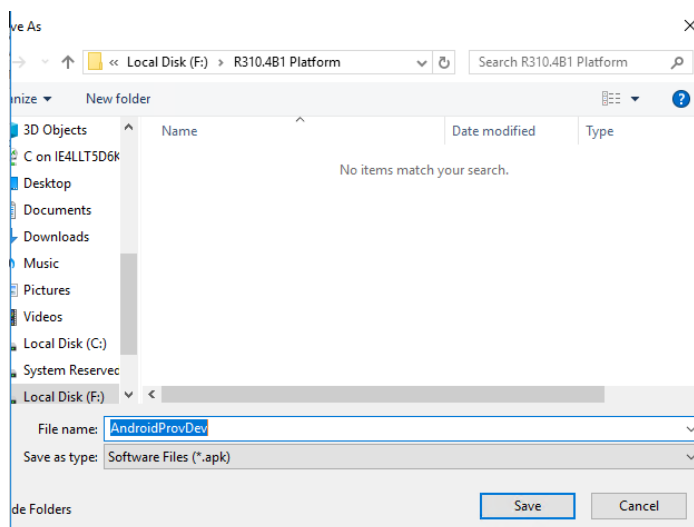 ve As
« Local Disk (F:) > R310.4B1 Platform
Search R310.4B1 Platform
nize
New folder
3D Objects
C on IE4LLT5D6K
Desktop
Documents
Downloads
Music
Pictures
Videos
Local Disk (C:)
System Reserved
Local Disk (F:)
Name
Date modified
Type
No items match your search.
File name: AndroidProvDev
Save as type: Software Files (*.apk)
de Folders
Save
Cancel